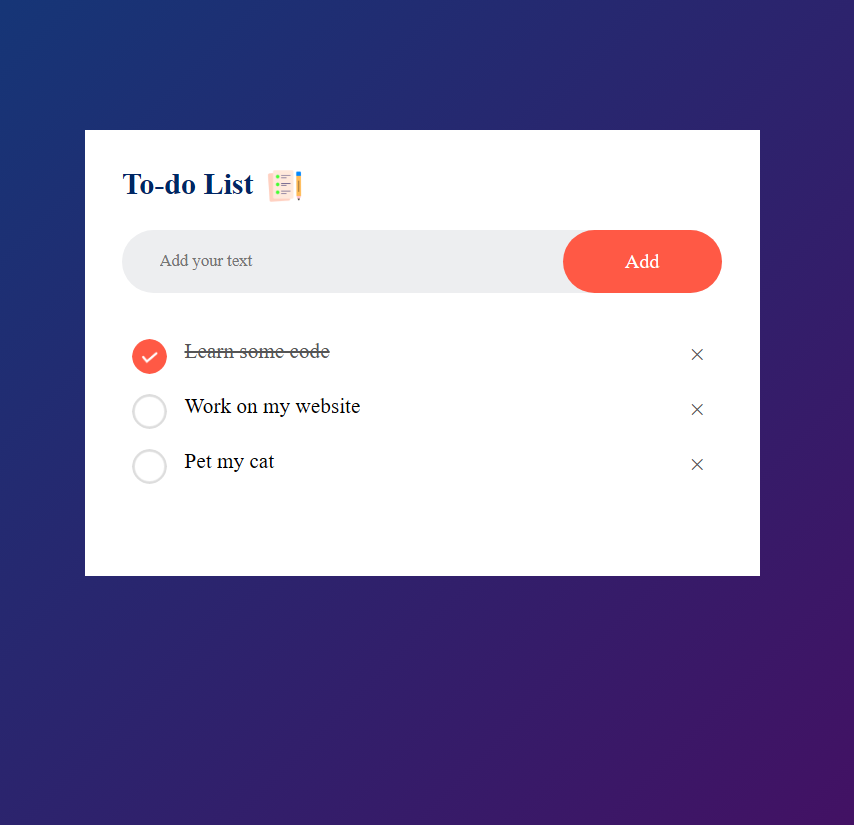 To-do List
Add your text
Add
Learn some code
×
Work on my website
×
Pet my cat
×